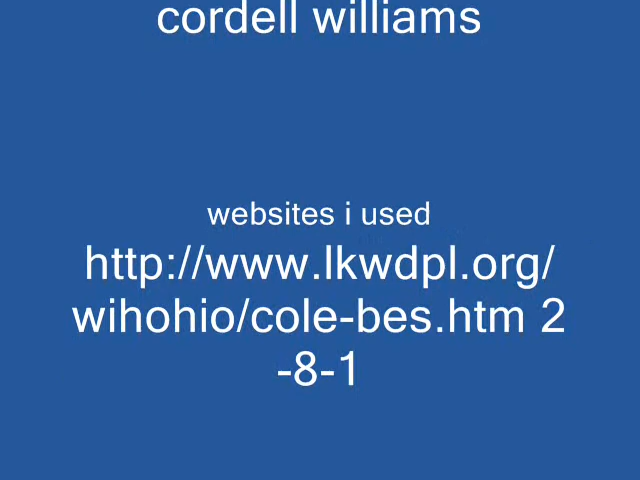 cordell williams
websites i used
http://www.lkwdpl.org/
wihohio/cole-bes.htm 2
-8-1